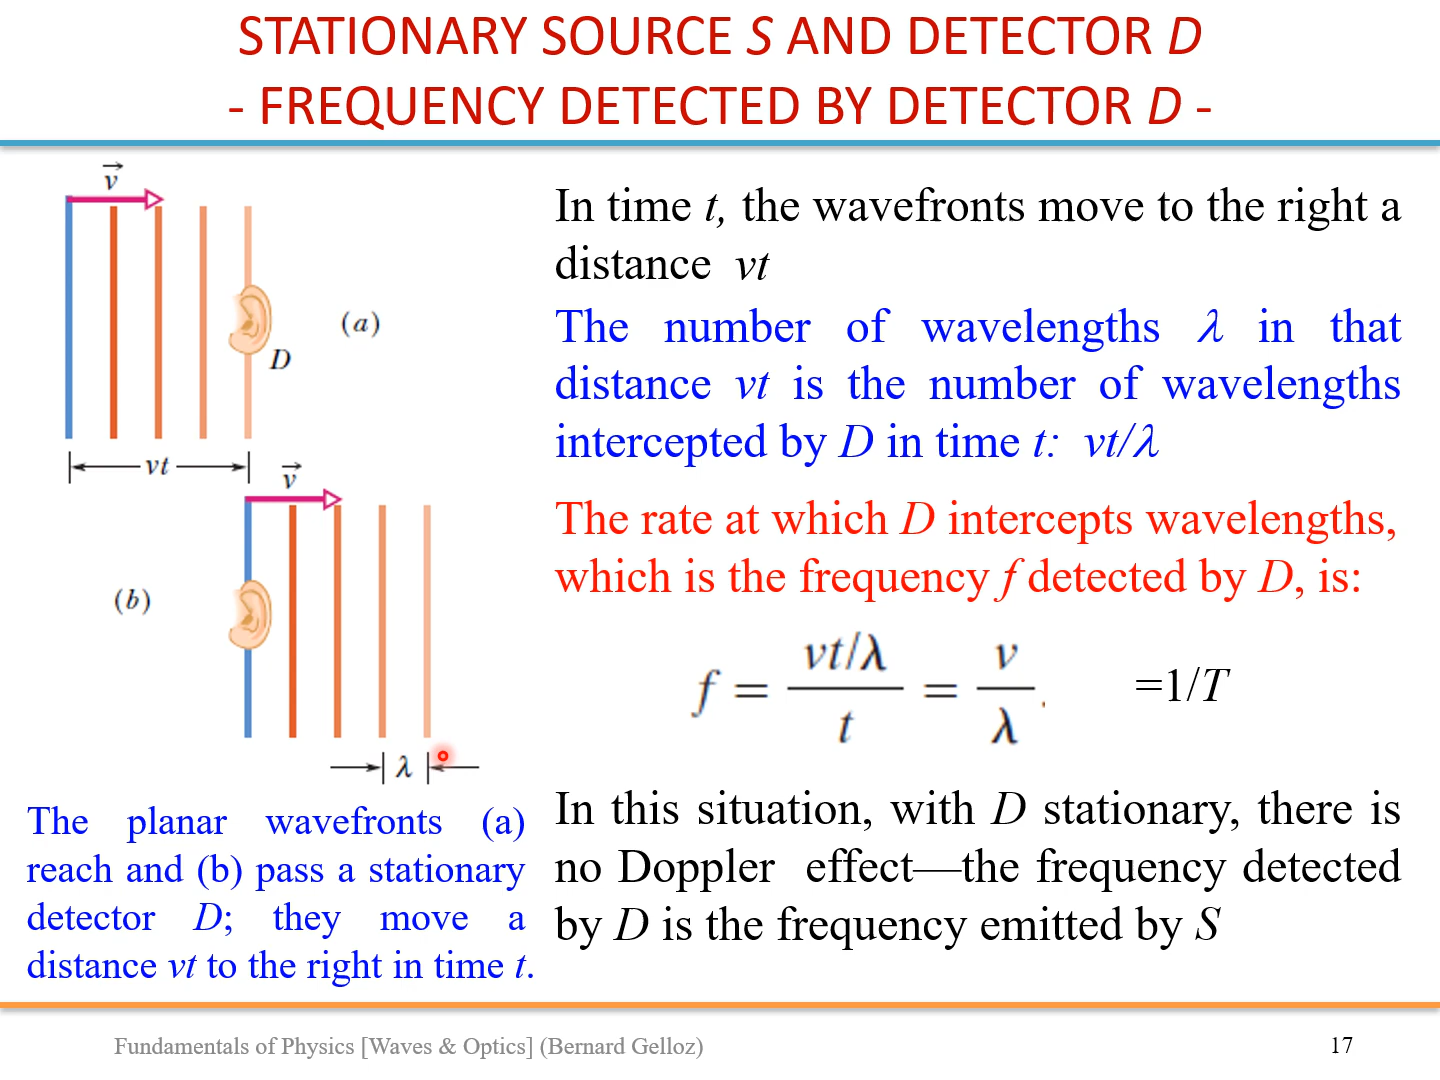 STATIONARY SOURCE S AND DETECTOR D
- FREQUENCY DETECTED BY DETECTOR D -
v
(a)
D
vt
v
(b)
λ
The planar wavefronts (a)
reach and (b) pass a stationary
detector D; they move a
distance vt to the right in time t.
In time t, the wavefronts move to the right a
distance vt
The number of wavelengths λ in that
distance vt is the number of wavelengths
intercepted by D in time t: vt/λ
The rate at which D intercepts wavelengths,
which is the frequency f detected by D, is:
f = vt/λ / t = v / λ. =1/T
In this situation, with D stationary, there is
no Doppler effect—the frequency detected
by D is the frequency emitted by S
Fundamentals of Physics [Waves & Optics] (Bernard Gelloz)
17